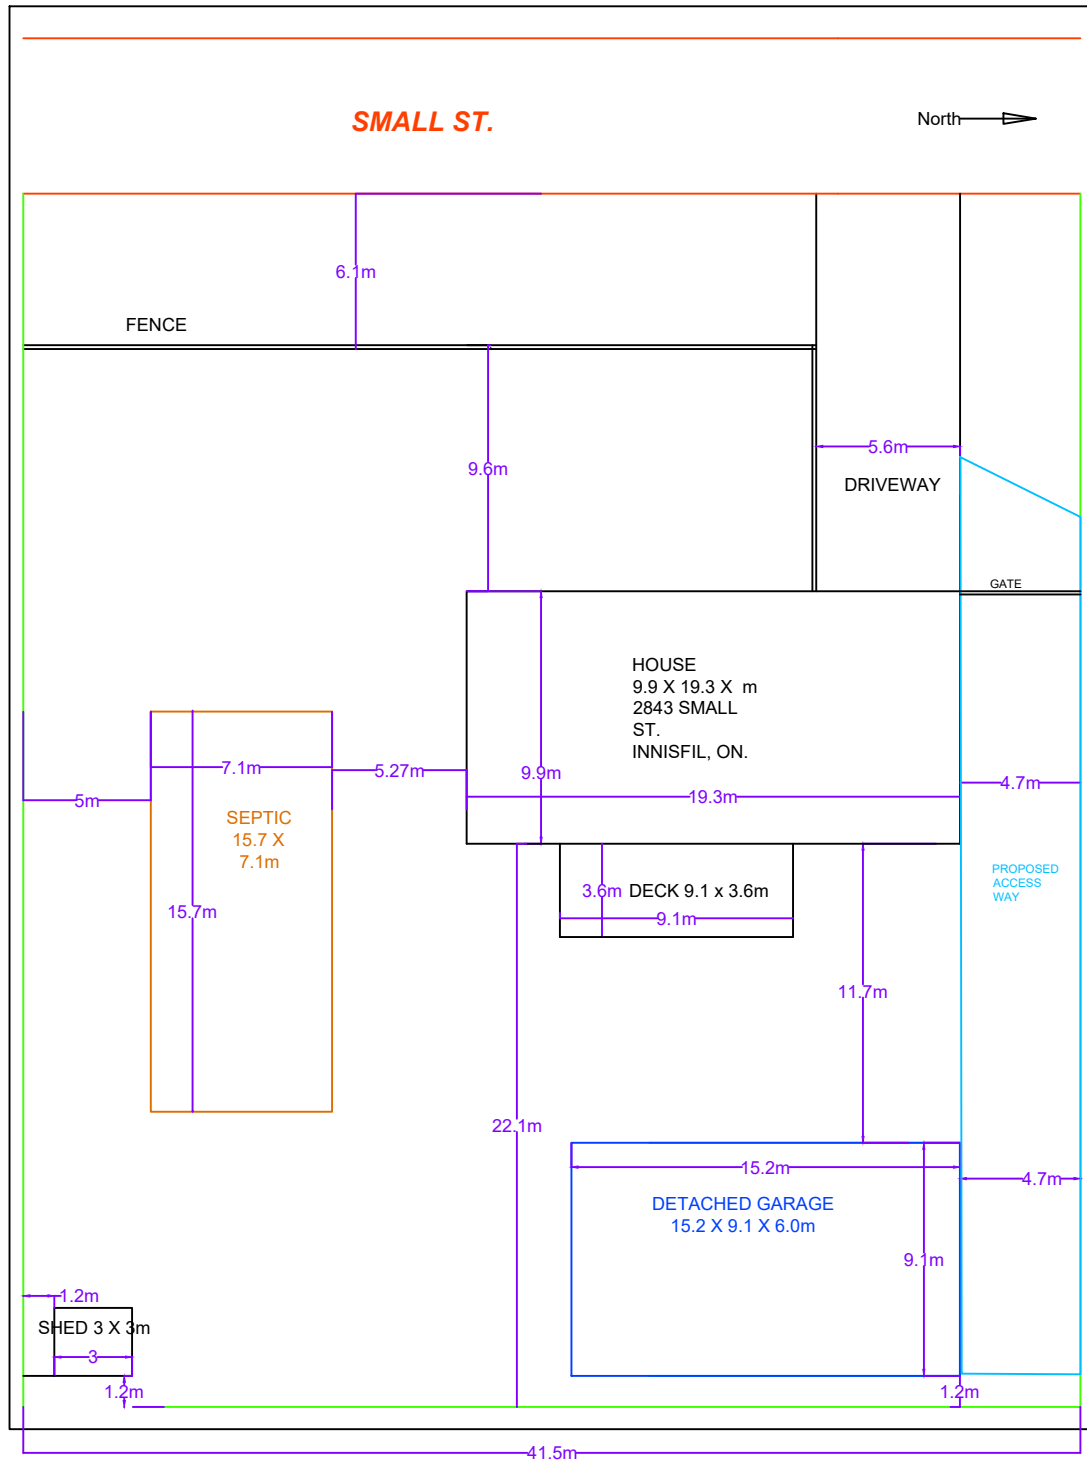 SMALL ST.
North
6.1m
FENCE
5.6m
9.6m
DRIVEWAY
GATE
HOUSE
9.9 X 19.3 X  m
2843 SMALL
ST.
INNISFIL, ON.
7.1m
5.27m
9.9m
4.7m
5m
19.3m
SEPTIC
15.7 X
7.1m
PROPOSED
ACCESS
WAY
3.6m
DECK 9.1 x 3.6m
15.7m
9.1m
11.7m
22.1m
15.2m
4.7m
DETACHED GARAGE
15.2 X 9.1 X 6.0m
9.1m
1.2m
SHED 3 X 3m
3
1.2m
1.2m
41.5m